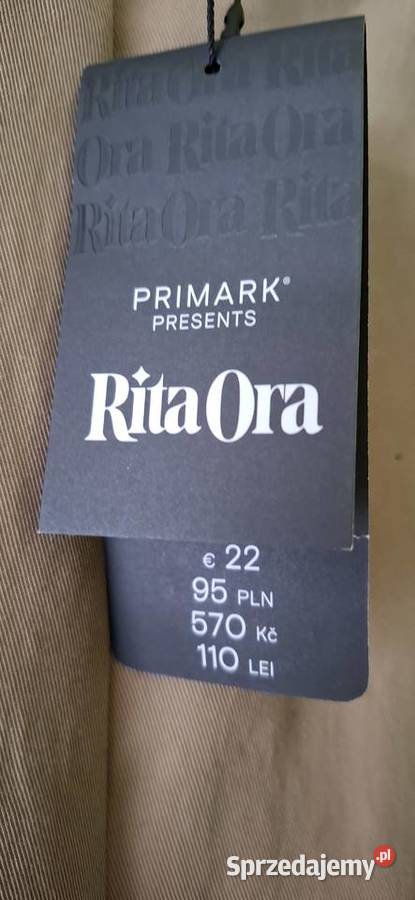 Rita Ora Rita
Ora Rita Ora
Rita Ora Rita
PRIMARK®
PRESENTS
Rita Ora
€ 22
95 PLN
570 Kč
110 LEI
Sprzedajemy.pl